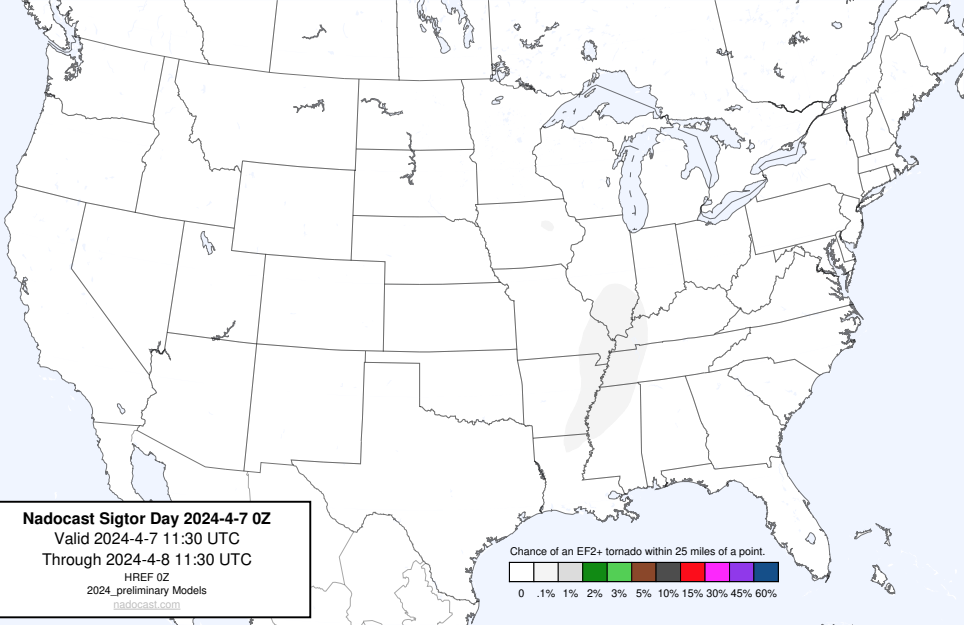 Nadocast Sigtor Day 2024-4-7 0Z
Valid 2024-4-7 11:30 UTC
Through 2024-4-8 11:30 UTC
HREF 0Z
2024_preliminary Models
nadocast.com
Chance of an EF2+ tornado within 25 miles of a point.
0 .1% 1% 2% 3% 5% 10% 15% 30% 45% 60%